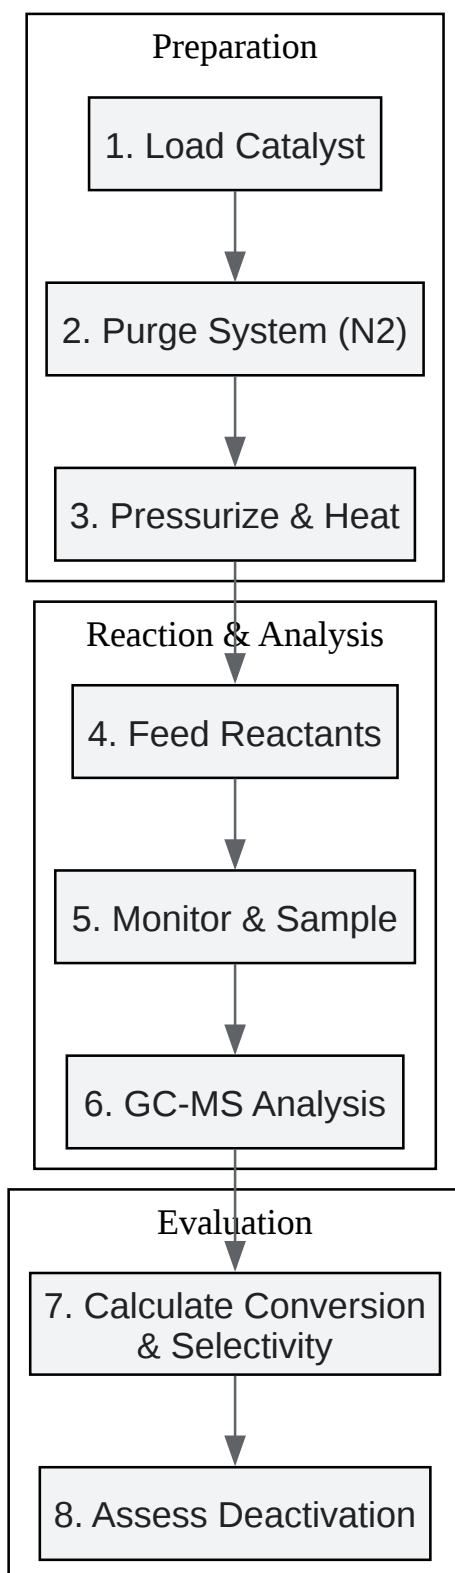 Preparation
1. Load Catalyst
2. Purge System (N2)
3. Pressurize & Heat
Reaction & Analysis
4. Feed Reactants
5. Monitor & Sample
6. GC-MS Analysis
Evaluation
7. Calculate Conversion
& Selectivity
8. Assess Deactivation